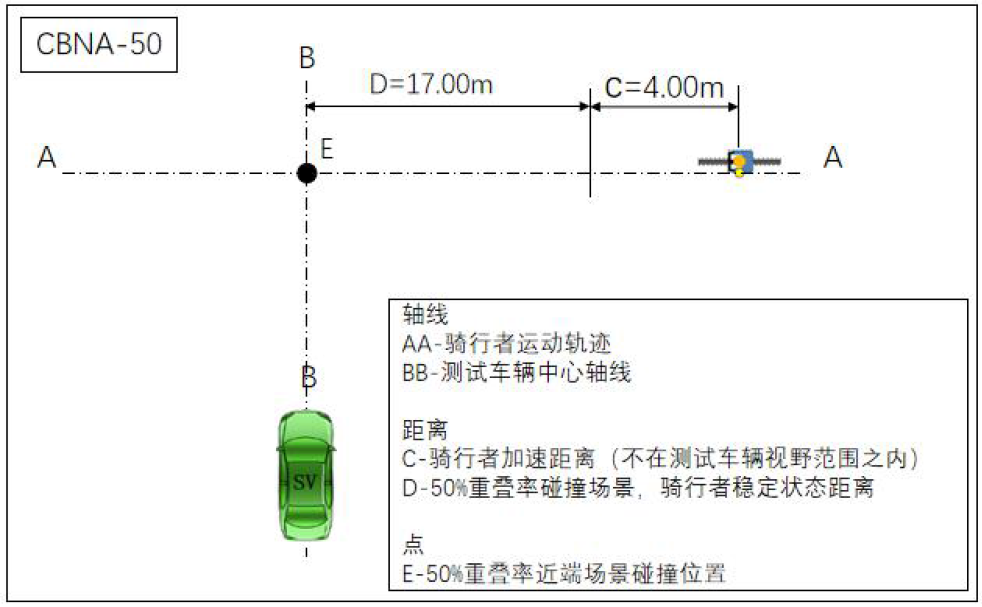 CBNA-50
B
D=17.00m
C=4.00m
A
E
A
B
SV
轴线
AA-骑行者运动轨迹
BB-测试车辆中心轴线
距离
C-骑行者加速距离（不在测试车辆视野范围之内）
D-50%重叠率碰撞场景，骑行者稳定状态距离
点
E-50%重叠率近端场景碰撞位置